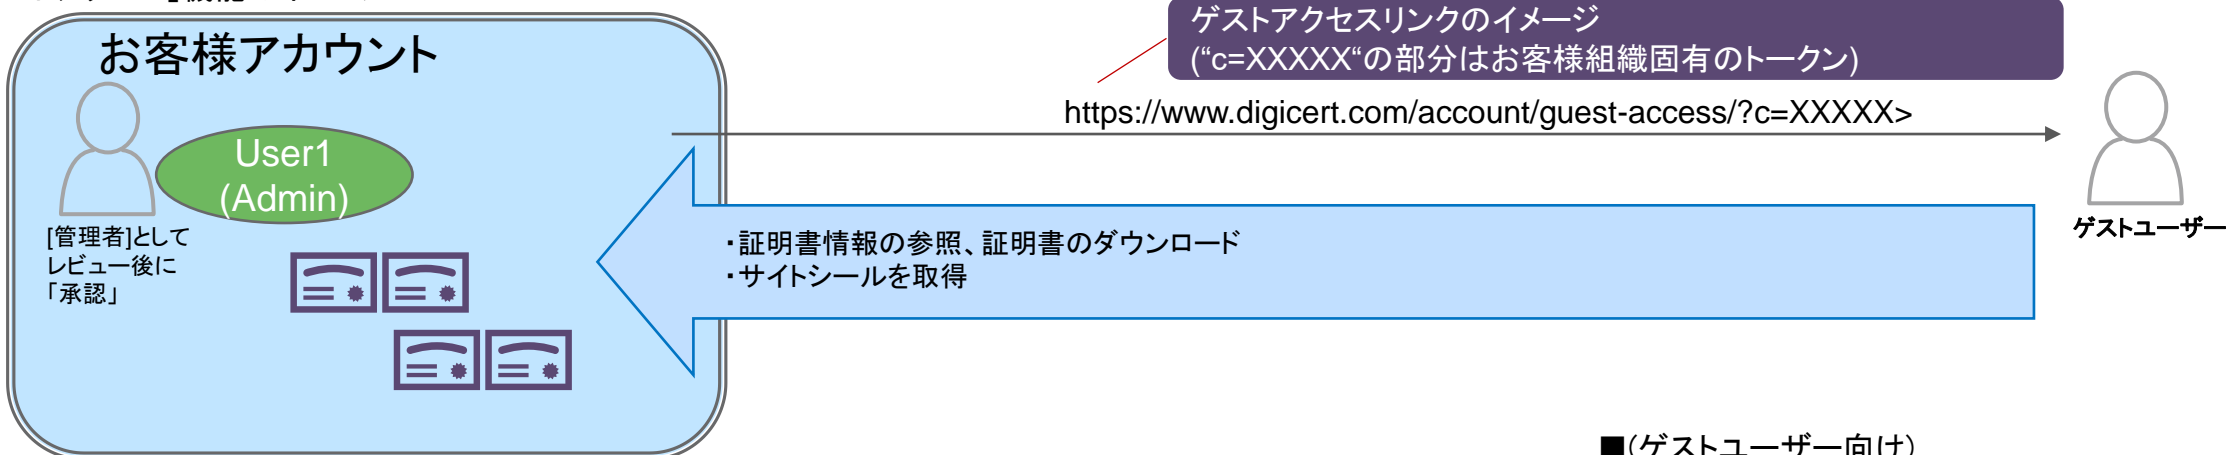 お客様アカウント
User1
(Admin)
[管理者]として
レビュー後に
「承認」
ゲストアクセスリンクのイメージ
(“c=XXXXX“の部分はお客様組織固有のトークン)
https://www.digicert.com/account/guest-access/?c=XXXXX>
・証明書情報の参照、証明書のダウンロード
・サイトシールを取得
ゲストユーザー
■(ゲストユーザー向け)